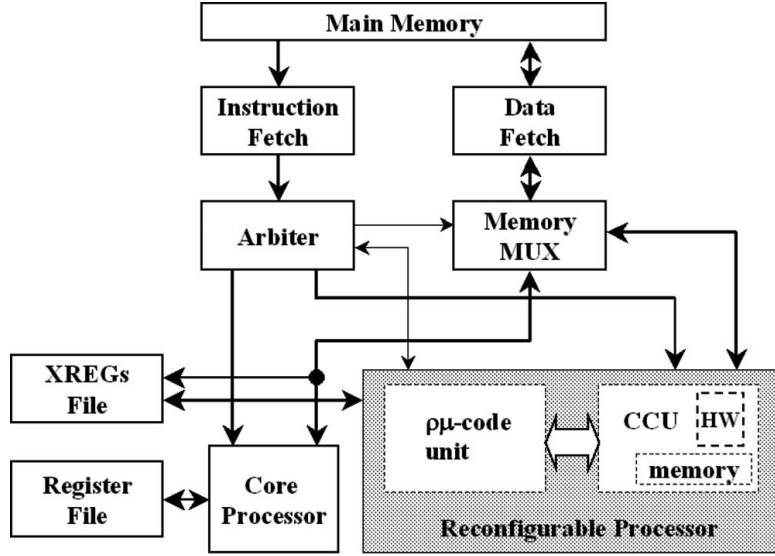 Main Memory
Instruction
Fetch
Data
Fetch
Arbiter
Memory
MUX
XREGs
File
ρμ-code
unit
CCU
HW
memory
Register
File
Core
Processor
Reconfigurable Processor